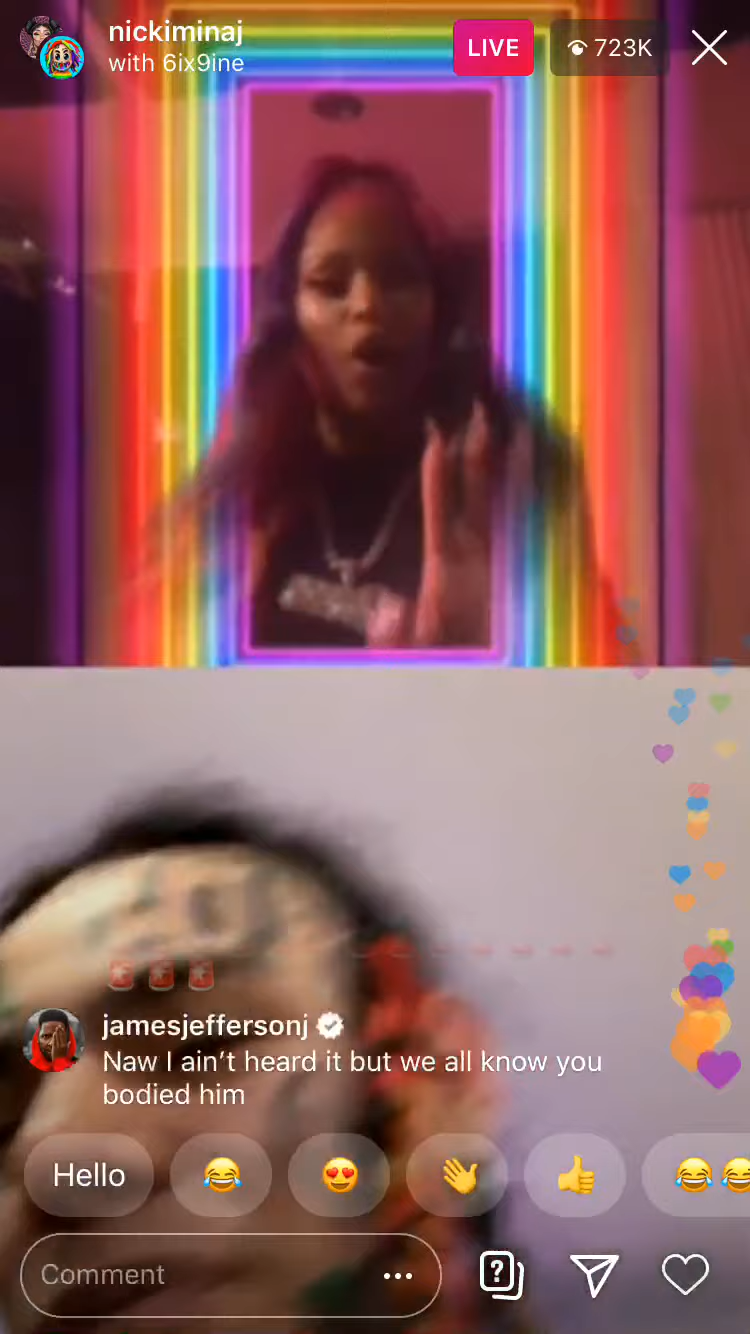 nickiminaj
with 6ix9ine
LIVE
723K
jamesjeffersonj
Naw I ain’t heard it but we all know you
bodied him
Hello
Comment